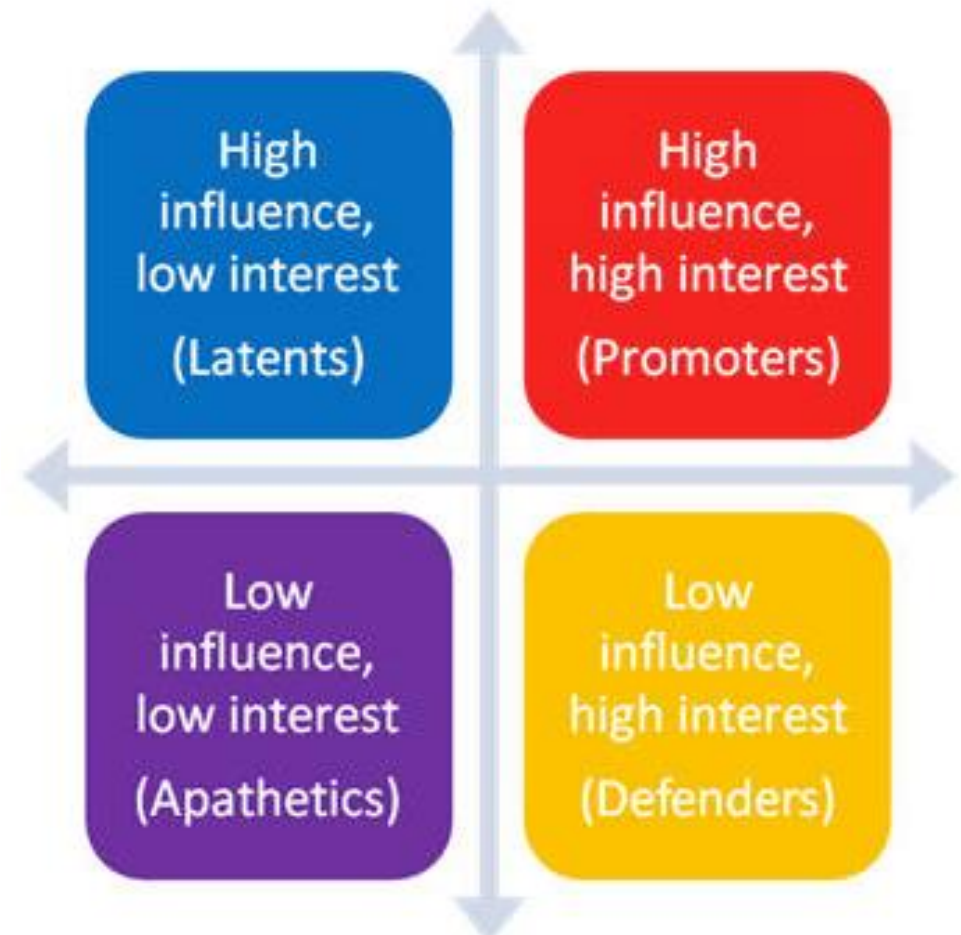 High
influence,
low interest
(Latents)
High
influence,
high interest
(Promoters)
Low
influence,
low interest
(Apathetics)
Low
influence,
high interest
(Defenders)